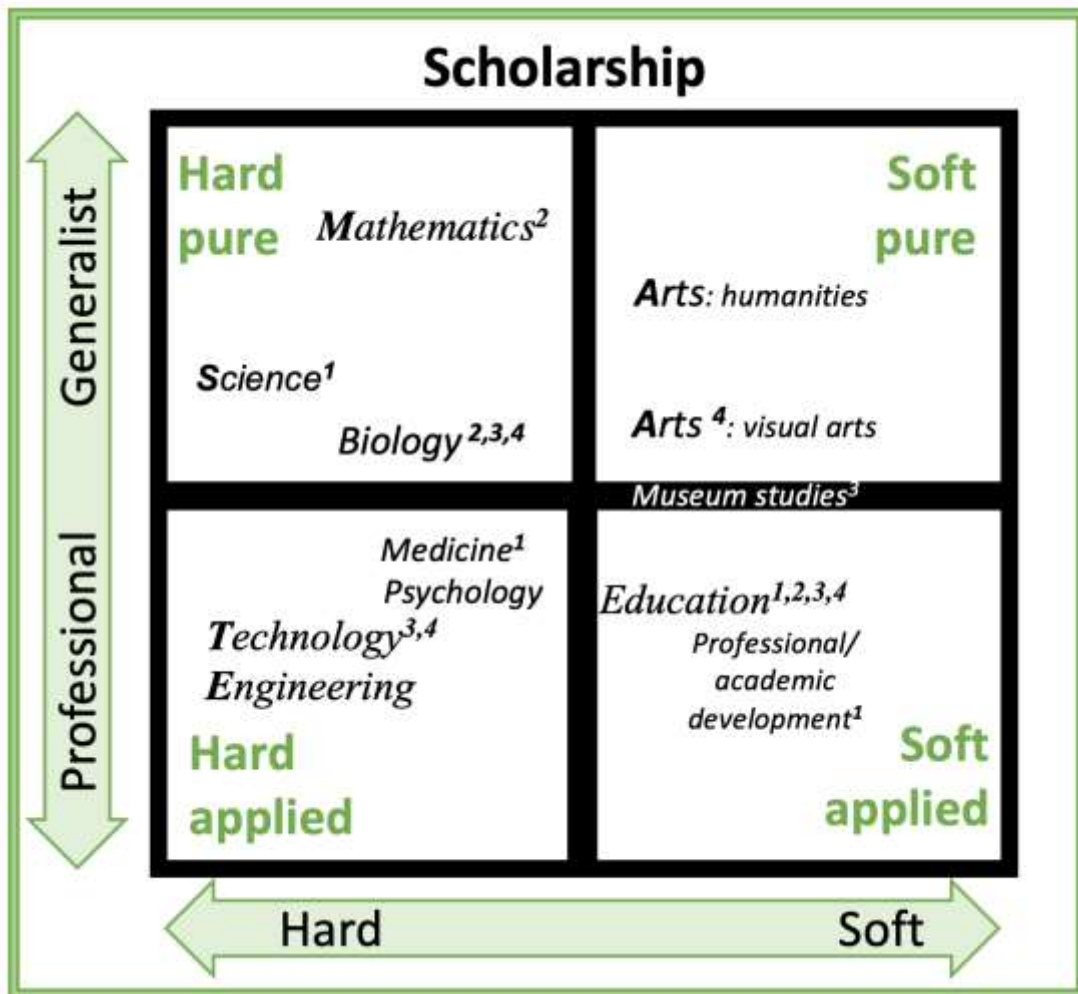 Scholarship
Generalist
Professional
Hard
pure
Mathematics²
Science¹
Biology ²,³,⁴
Soft
pure
Arts: humanities
Arts ⁴: visual arts
Museum studies³
Medicine¹
Psychology
Technology³,⁴
Engineering
Hard
applied
Education¹,²,³,⁴
Professional/
academic
development¹
Soft
applied
Hard
Soft